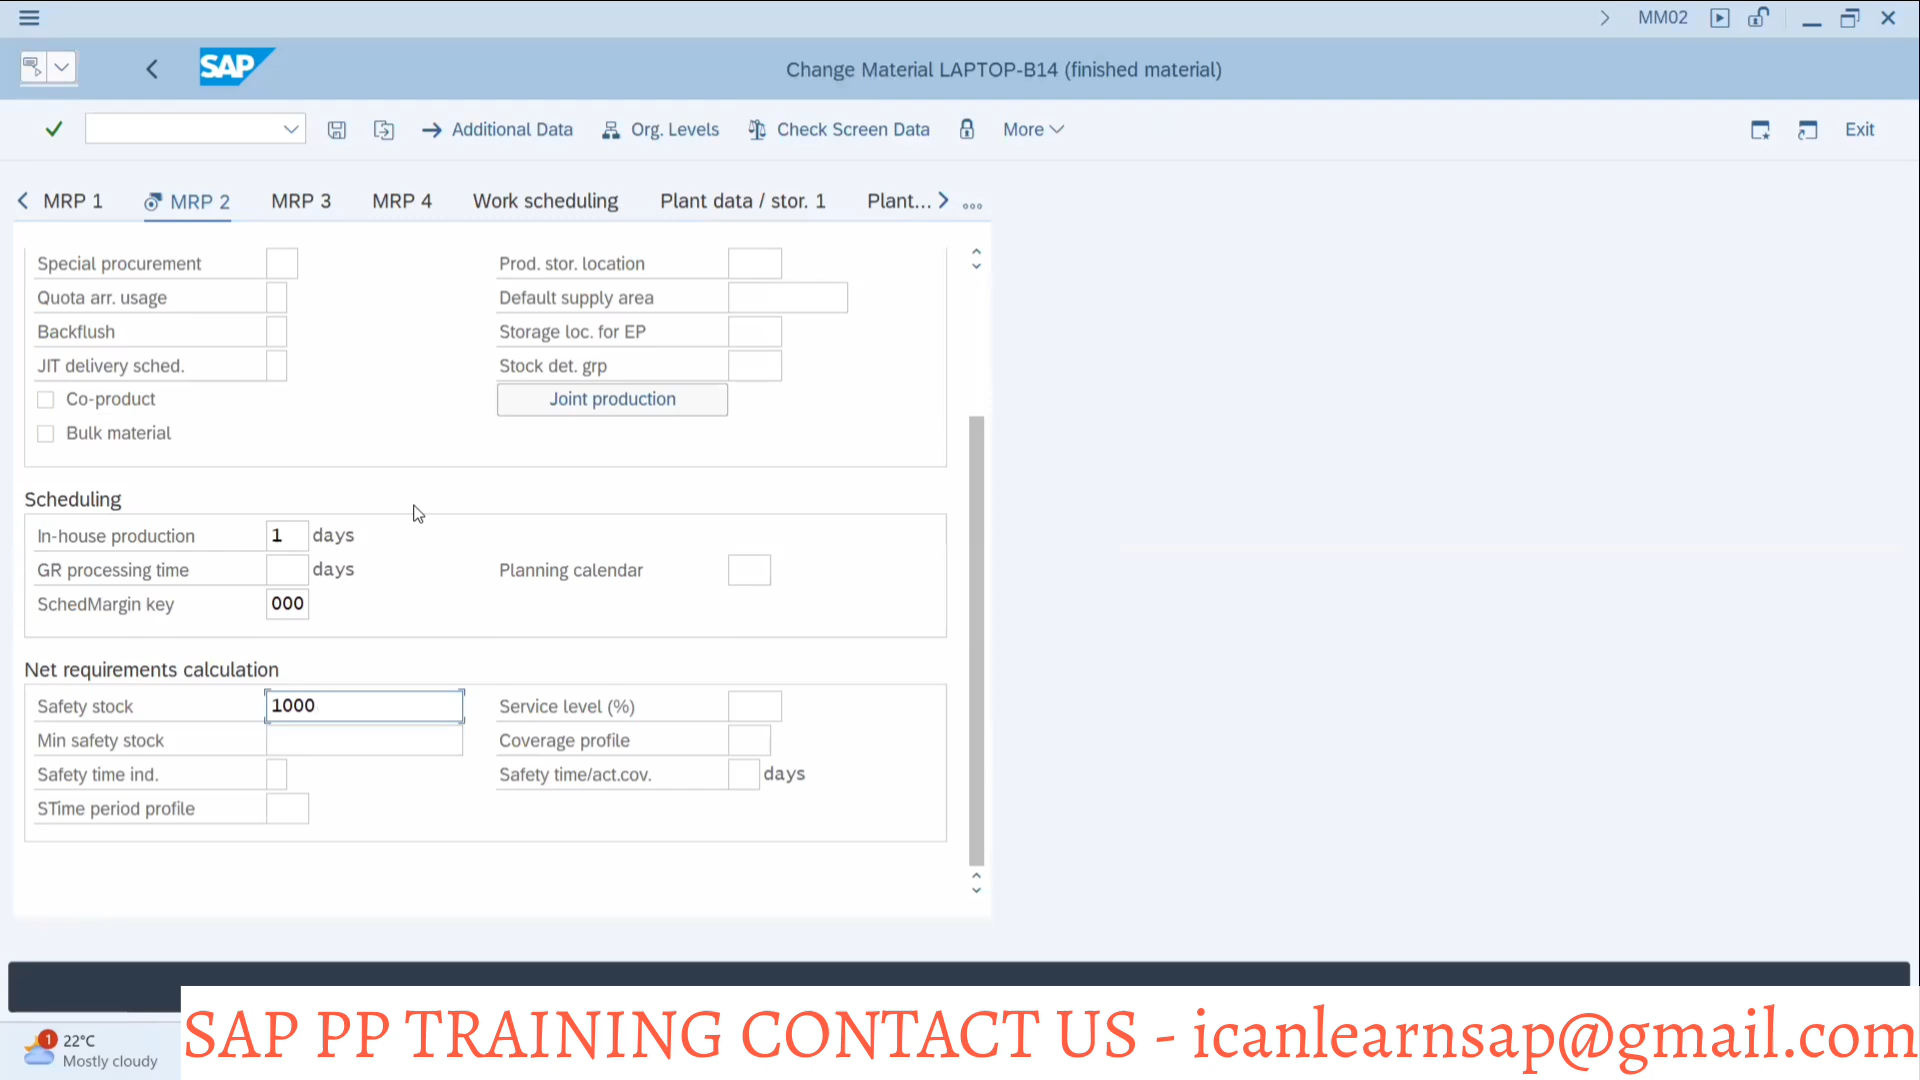 MM02
SAP
Change Material LAPTOP-B14 (finished material)
Additional Data Org. Levels Check Screen Data More Exit
MRP 1 MRP 2 MRP 3 MRP 4 Work scheduling Plant data / stor. 1 Plant...
Special procurement Prod. stor. location
Quota arr. usage Default supply area
Backflush Storage loc. for EP
JIT delivery sched. Stock det. grp
Co-product Joint production
Bulk material
Scheduling
In-house production 1 days
GR processing time days Planning calendar
SchedMargin key 000
Net requirements calculation
Safety stock 1000 Service level (%)
Min safety stock Coverage profile
Safety time ind. Safety time/act.cov. days
STime period profile
SAP PP TRAINING CONTACT US - icanlearnsap@gmail.com
1 22°C
Mostly cloudy